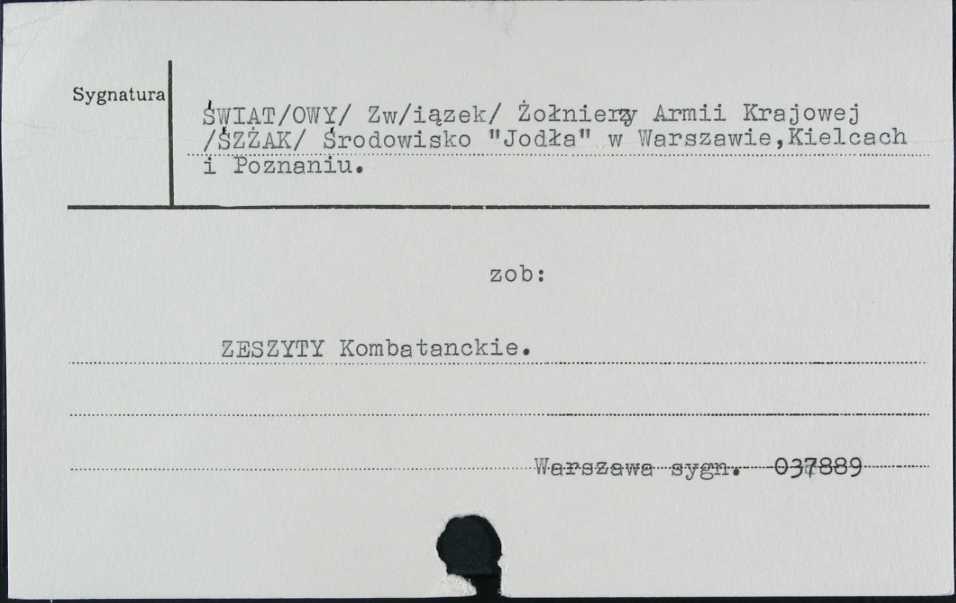 Sygnatura
ŚWIAT/OWY/ Zw/iązek/ Żołnierzy Armii Krajowej
/ŚZŻAK/ Środowisko "Jodła" w Warszawie,Kielcach
i Poznaniu.
zob:
ZESZYTY Kombatanckie.
Warszawa sygn. 037889